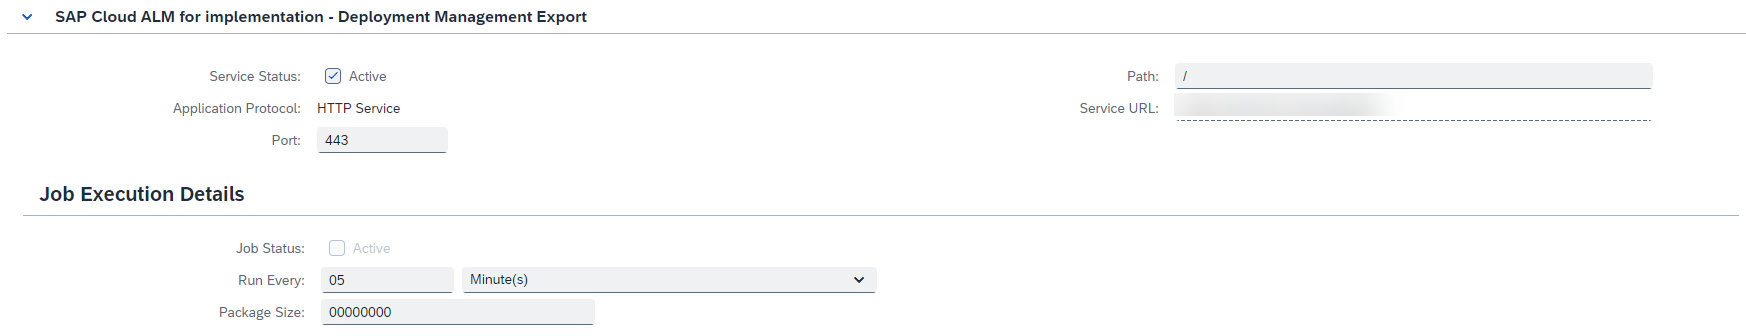 SAP Cloud ALM for implementation - Deployment Management Export
Service Status: Active
Path: /
Application Protocol: HTTP Service
Service URL:
Port: 443
Job Execution Details
Job Status: Active
Run Every: 05 Minute(s)
Package Size: 00000000